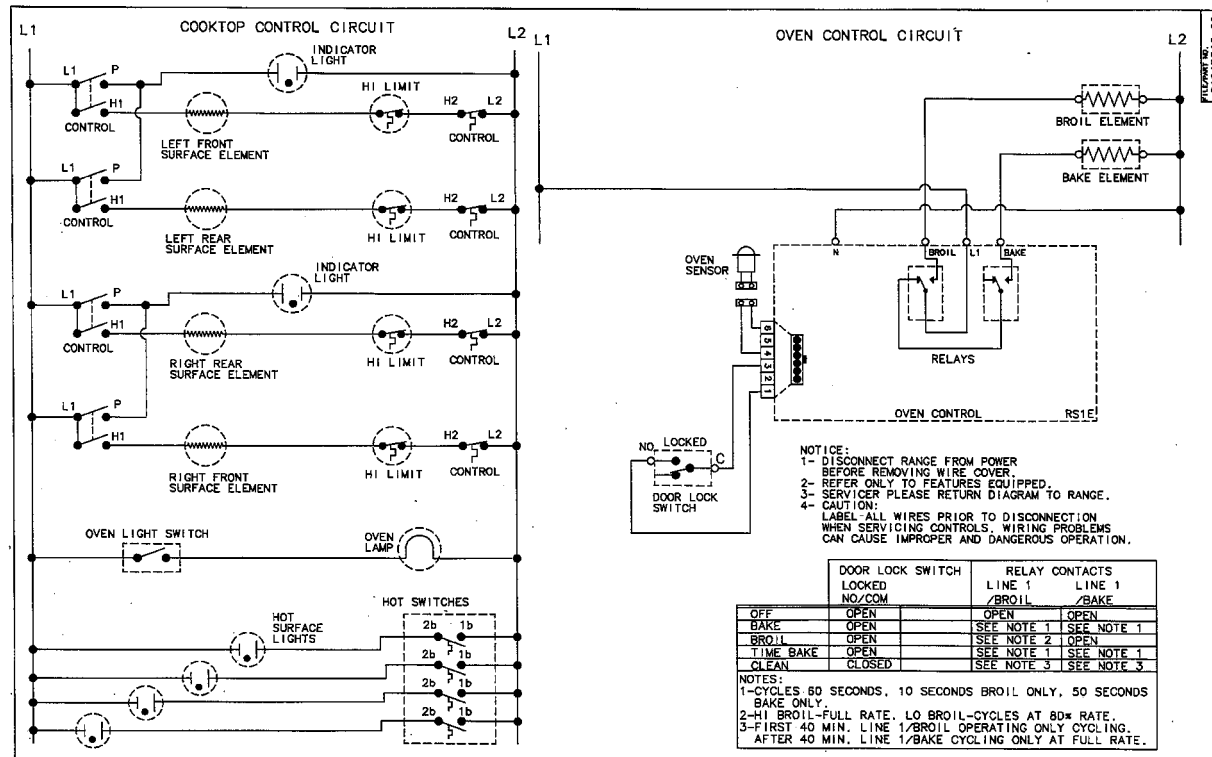 COOKTOP CONTROL CIRCUIT
L1
L2
INDICATOR
LIGHT
L1
P
HI LIMIT
H1
H2
L2
CONTROL
LEFT FRONT
SURFACE ELEMENT
CONTROL
L1
P
H1
H2
L2
CONTROL
LEFT REAR
SURFACE ELEMENT
HI LIMIT
CONTROL
INDICATOR
LIGHT
L1
P
H1
H2
L2
CONTROL
RIGHT REAR
SURFACE ELEMENT
HI LIMIT
CONTROL
L1
P
H1
H2
L2
RIGHT FRONT
SURFACE ELEMENT
HI LIMIT
CONTROL
OVEN LIGHT SWITCH
OVEN
LAMP
HOT SWITCHES
HOT
SURFACE
LIGHTS
2b 1b
2b 1b
2b 1b
2b 1b
OVEN CONTROL CIRCUIT
L1
L2
BROIL ELEMENT
BAKE ELEMENT
OVEN
SENSOR
N
BROIL
L1
BAKE
RELAYS
6
5
4
3
2
1
OVEN CONTROL
RS1E
NO
LOCKED
C
DOOR LOCK
SWITCH
NOTICE:
1- DISCONNECT RANGE FROM POWER
BEFORE REMOVING WIRE COVER.
2- REFER ONLY TO FEATURES EQUIPPED.
3- SERVICER PLEASE RETURN DIAGRAM TO RANGE.
4- CAUTION:
LABEL ALL WIRES PRIOR TO DISCONNECTION
WHEN SERVICING CONTROLS. WIRING PROBLEMS
CAN CAUSE IMPROPER AND DANGEROUS OPERATION.
DOOR LOCK SWITCH RELAY CONTACTS
LOCKED LINE 1 LINE 1
NO/COM /BROIL /BAKE
OFF OPEN OPEN OPEN
BAKE OPEN SEE NOTE 1 SEE NOTE 1
BROIL OPEN SEE NOTE 2 OPEN
TIME BAKE OPEN SEE NOTE 1 SEE NOTE 1
CLEAN CLOSED SEE NOTE 3 SEE NOTE 3
NOTES:
1-CYCLES 60 SECONDS, 10 SECONDS BROIL ONLY, 50 SECONDS
BAKE ONLY.
2-HI BROIL-FULL RATE. LO BROIL-CYCLES AT 80% RATE.
3-FIRST 40 MIN. LINE 1/BROIL OPERATING ONLY CYCLING.
AFTER 40 MIN. LINE 1/BAKE CYCLING ONLY AT FULL RATE.